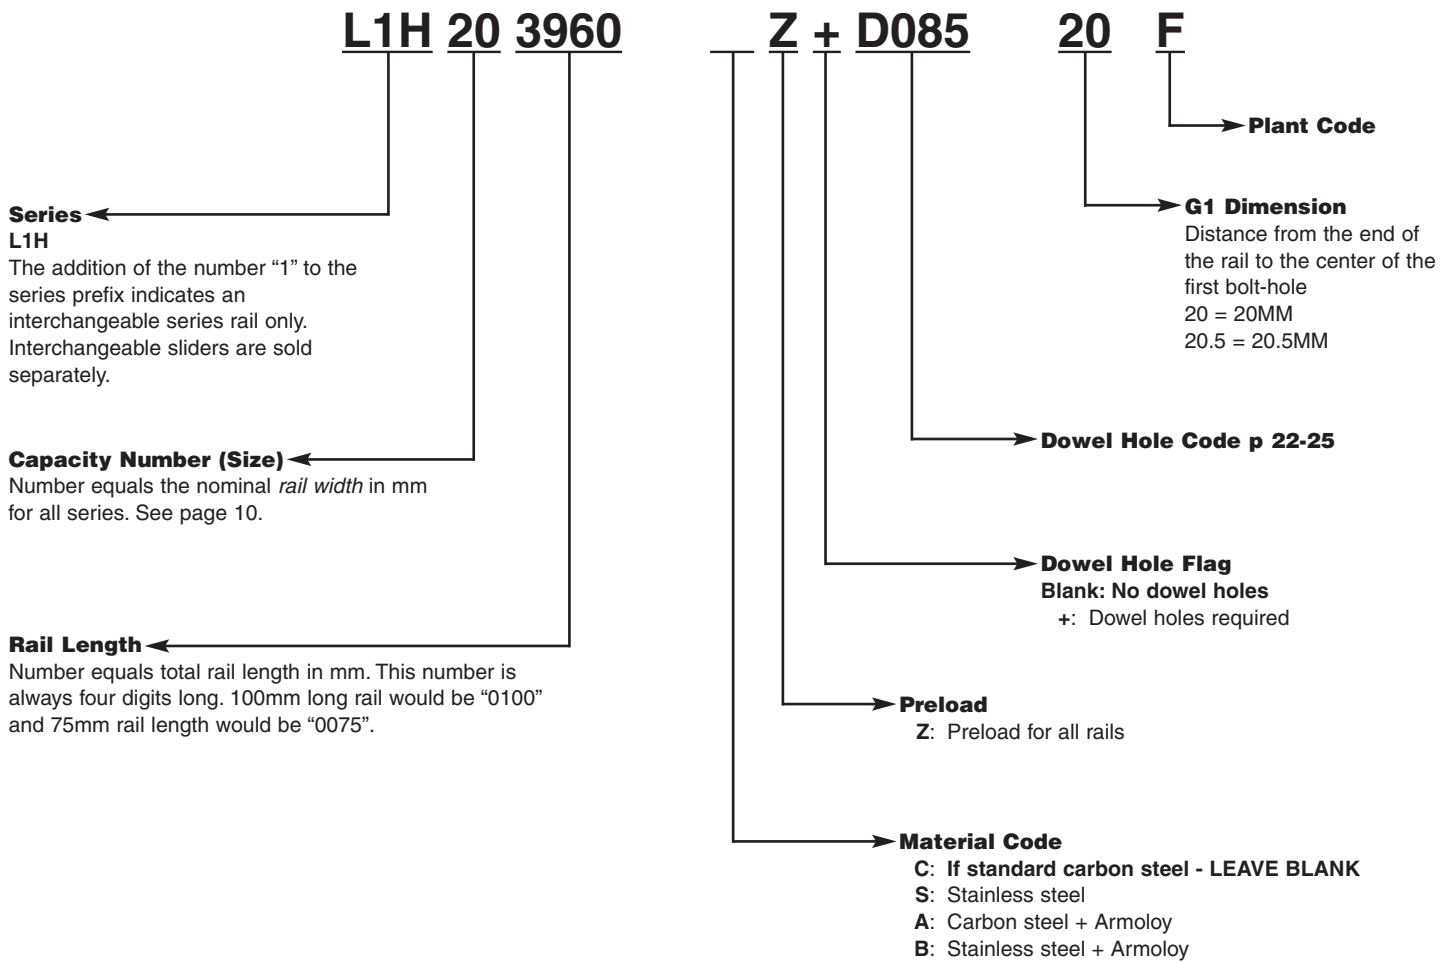 L1H 20 3960 Z + D085 20 F
Plant Code
G1 Dimension
Distance from the end of
the rail to the center of the
first bolt-hole
20 = 20MM
20.5 = 20.5MM
Series
L1H
The addition of the number “1” to the
series prefix indicates an
interchangeable series rail only.
Interchangeable sliders are sold
separately.
Dowel Hole Code p 22-25
Capacity Number (Size)
Number equals the nominal rail width in mm
for all series. See page 10.
Dowel Hole Flag
Blank: No dowel holes
+: Dowel holes required
Rail Length
Number equals total rail length in mm. This number is
always four digits long. 100mm long rail would be “0100”
and 75mm rail length would be “0075”.
Preload
Z: Preload for all rails
Material Code
C: If standard carbon steel - LEAVE BLANK
S: Stainless steel
A: Carbon steel + Armoloy
B: Stainless steel + Armoloy